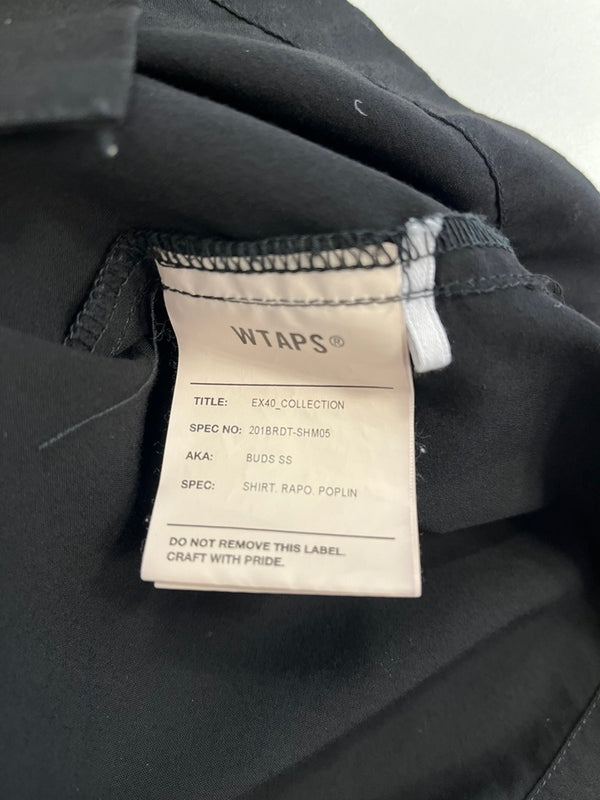 WTAPS®
TITLE: EX40_COLLECTION
SPEC NO: 201BRDT-SHM05
AKA: BUDS SS
SPEC: SHIRT. RAPO. POPLIN
DO NOT REMOVE THIS LABEL.
CRAFT WITH PRIDE.